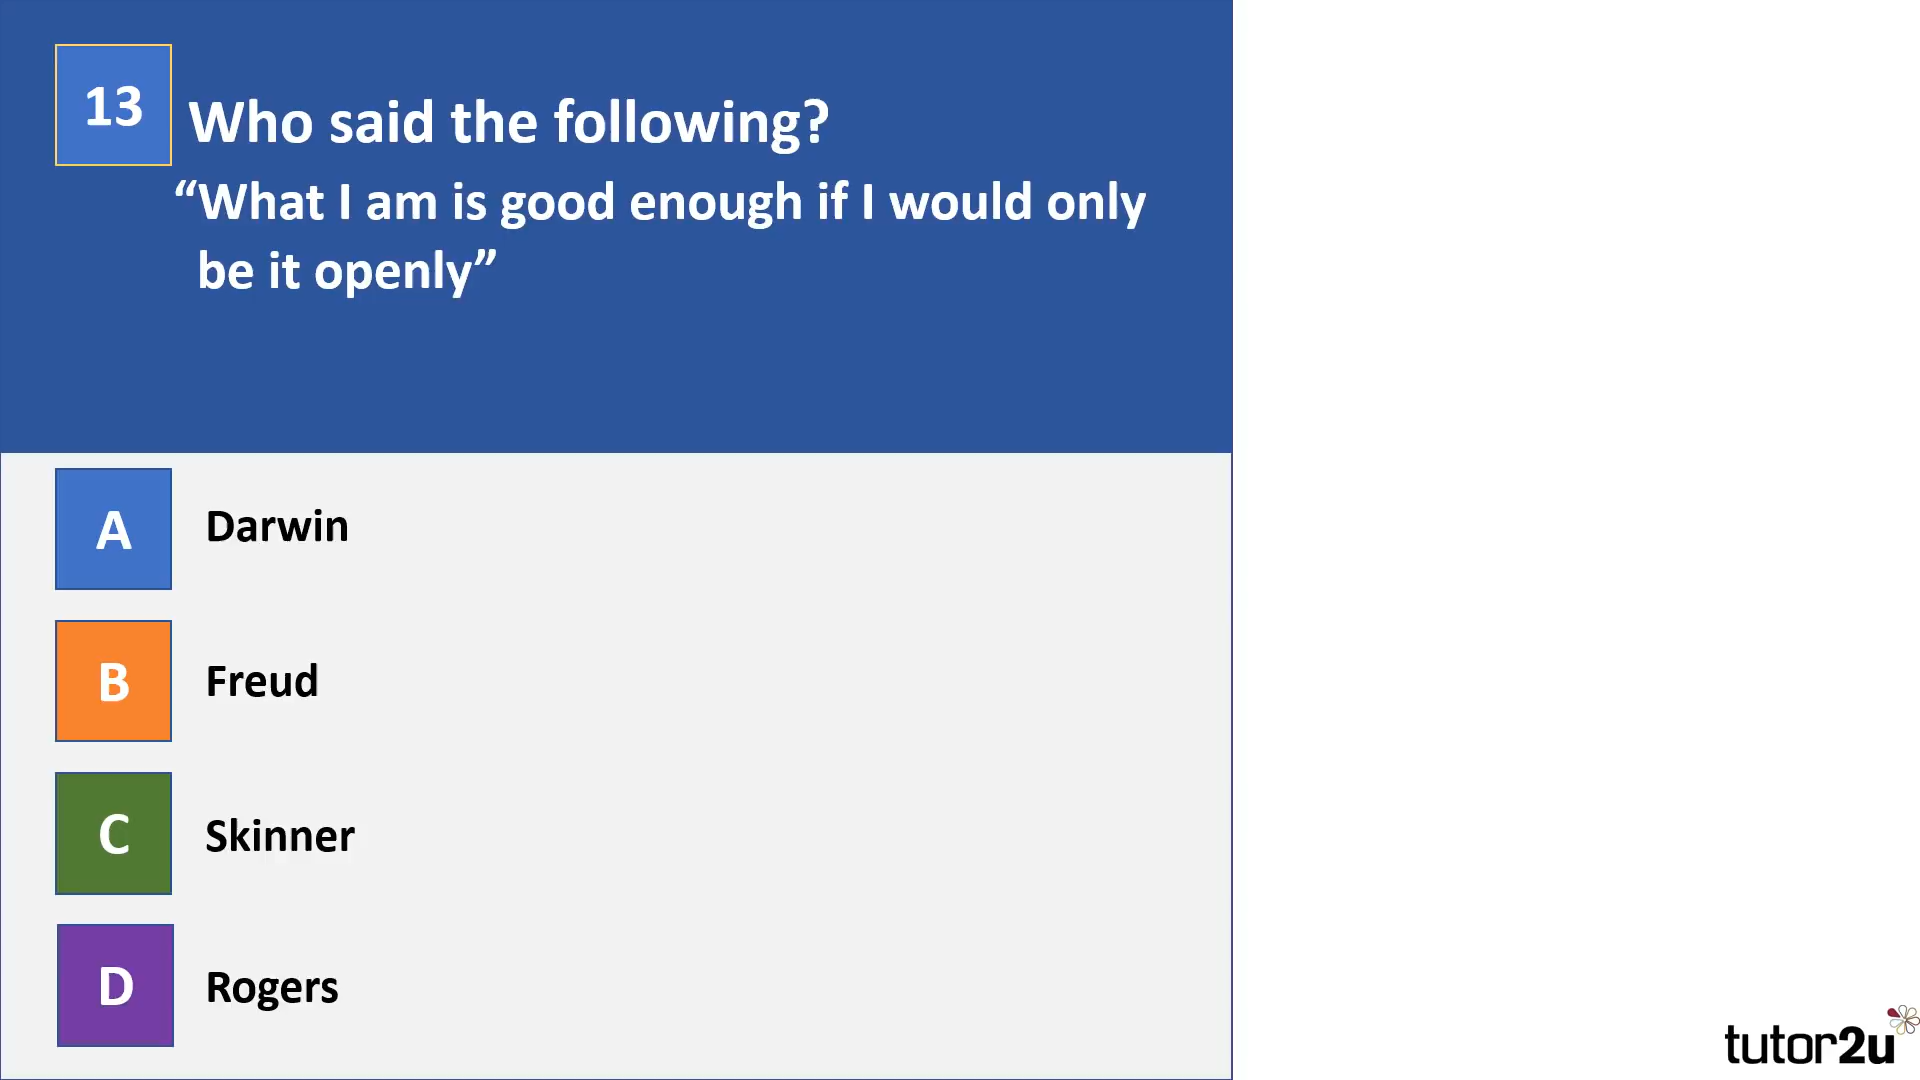 13
Who said the following?
“What I am is good enough if I would only
be it openly”
A
Darwin
B
Freud
C
Skinner
D
Rogers
tutor2u